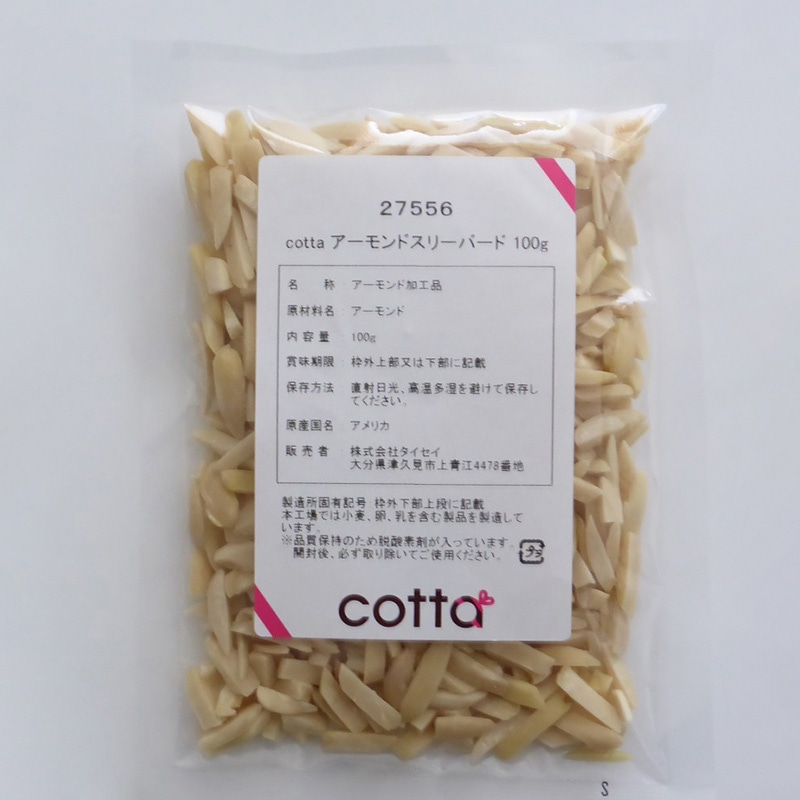 27556
cotta アーモンドスリーバード 100g
名 称 アーモンド加工品
原材料名 アーモンド
内容量 100g
賞味期限 枠外上部又は下部に記載
保存方法 直射日光、高温多湿を避けて保存し
てください。
原産国名 アメリカ
販売者 株式会社タイセイ
大分県津久見市上青江4478番地
製造所固有記号 枠外下部上段に記載
本工場では小麦、卵、乳を含む製品を製造して
います。
※品質保持のため脱酸素剤が入っています。
開封後、必ず取り除いてご使用ください。
プラ
cotta
S